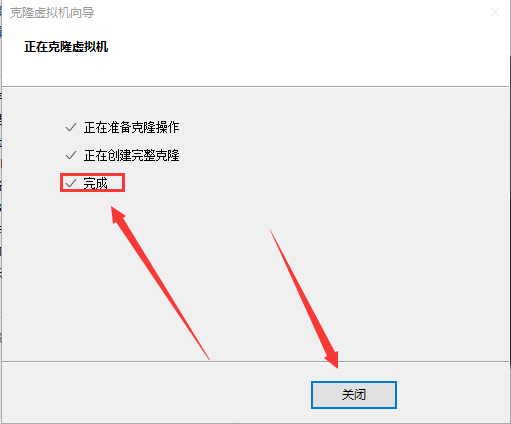 克隆虚拟机向导
正在克隆虚拟机
正在准备克隆操作
正在创建完整克隆
完成
关闭